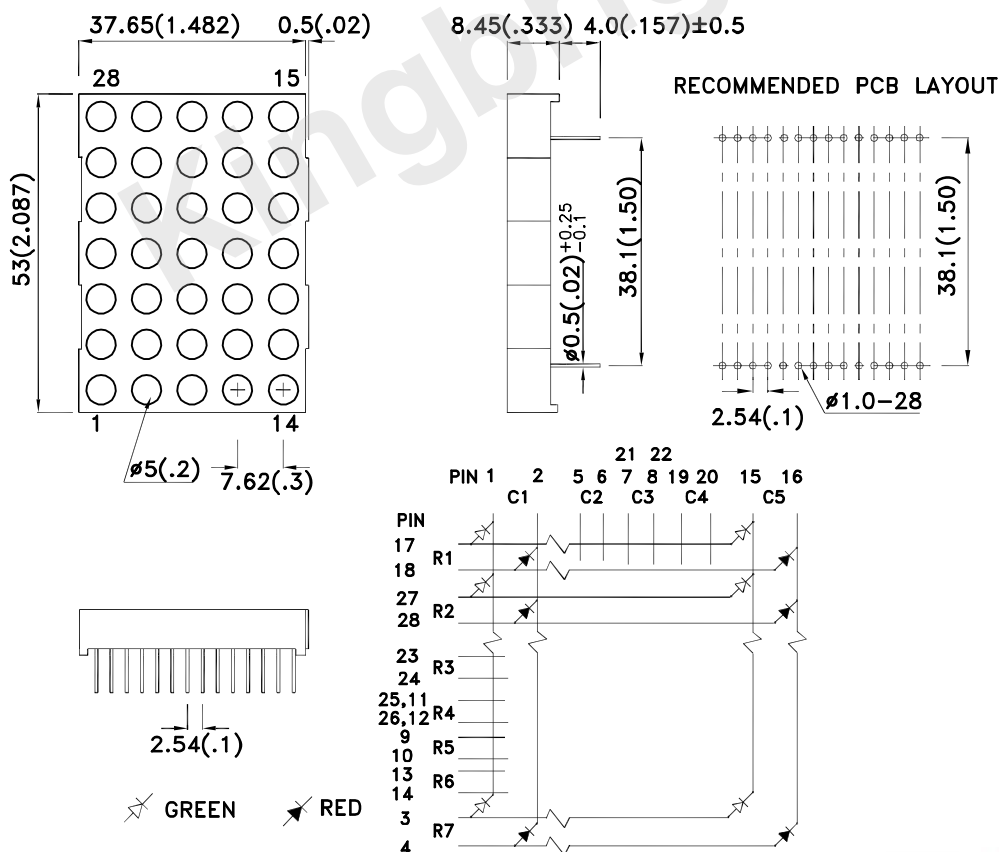 37.65(1.482) 0.5(.02) 8.45(.333) 4.0(.157)±0.5
28 15
RECOMMENDED PCB LAYOUT
53(2.087)
ø0.5(.02) +0.25 -0.1
38.1(1.50)
38.1(1.50)
1 14
ø5(.2)
7.62(.3)
2.54(.1)
ø1.0-28
21 22
PIN 1 2 5 6 7 8 19 20 15 16
C1 C2 C3 C4 C5
PIN
17
R1
18
27
R2
28
23
R3
24
25,11
R4
26,12
9
R5
10
13
R6
14
3
R7
4
2.54(.1)
GREEN RED
Kingbri